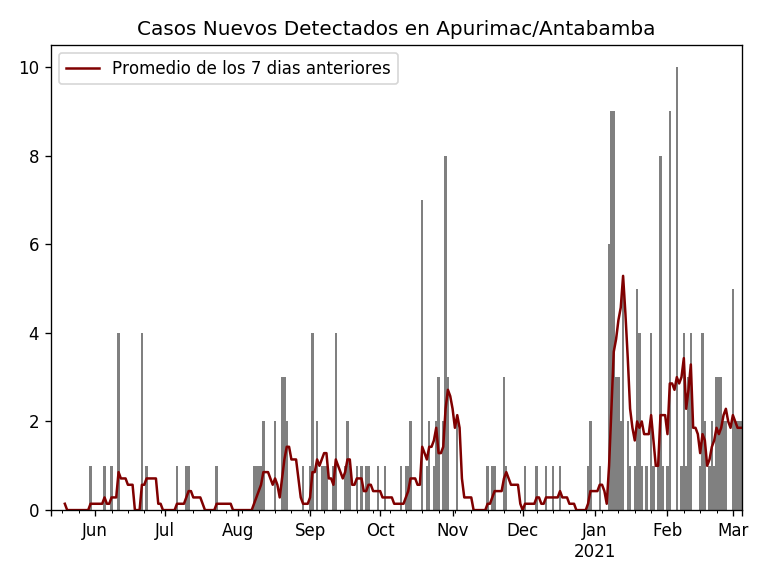 Casos Nuevos Detectados en Apurimac/Antabamba
Promedio de los 7 dias anteriores
10
8
6
4
2
0
Jun Jul Aug Sep Oct Nov Dec Jan Feb Mar
2021